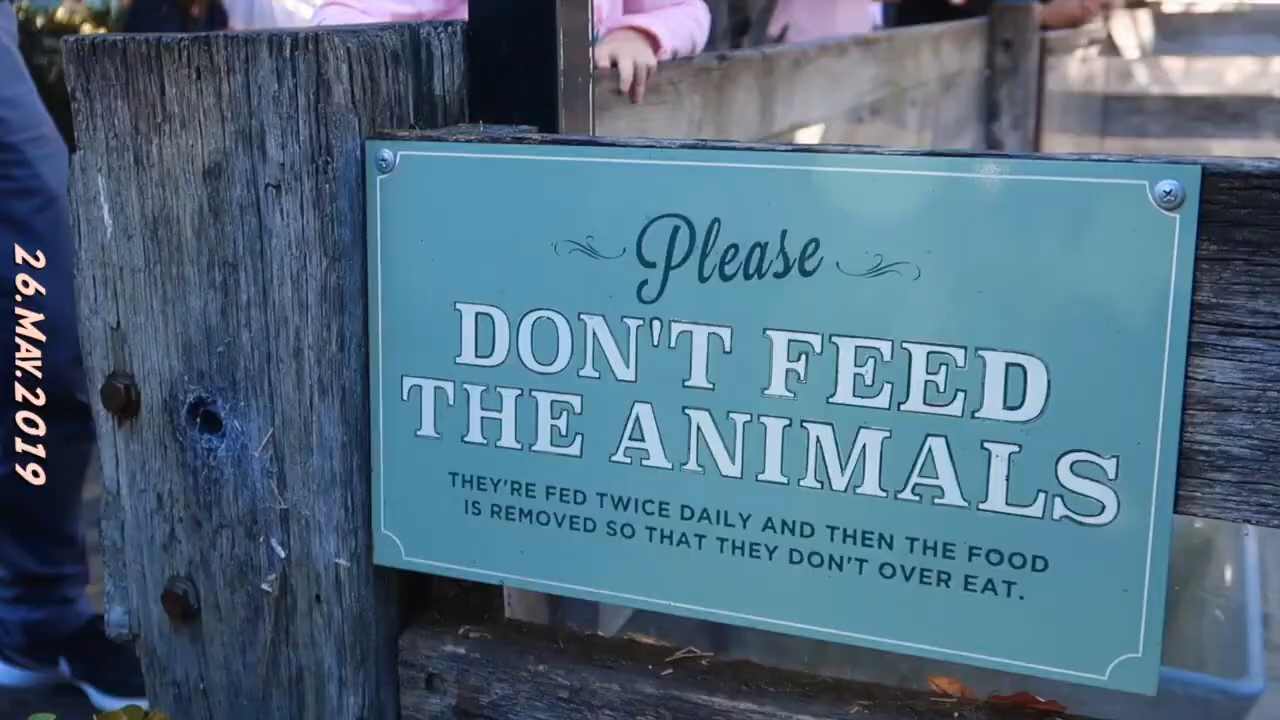 26.MAY.2019
Please
DON'T FEED
THE ANIMALS
THEY'RE FED TWICE DAILY AND THEN THE FOOD
IS REMOVED SO THAT THEY DON'T OVER EAT.